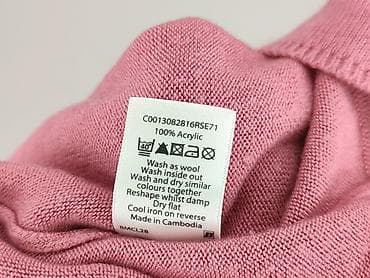 C0013082816RSE71
100% Acrylic
40°
Wash as wool
Wash inside out
Wash and dry similar
colours together
Reshape whilst damp
Dry flat
Cool iron on reverse
Made in Cambodia
BMCL28